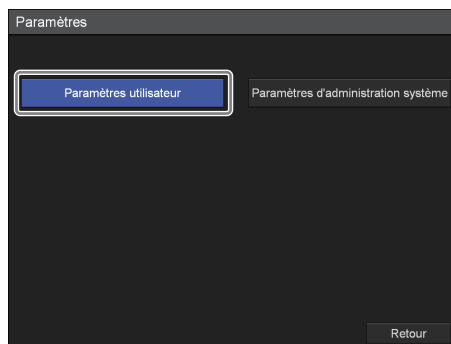 Paramètres
Paramètres utilisateur
Paramètres d'administration système
Retour